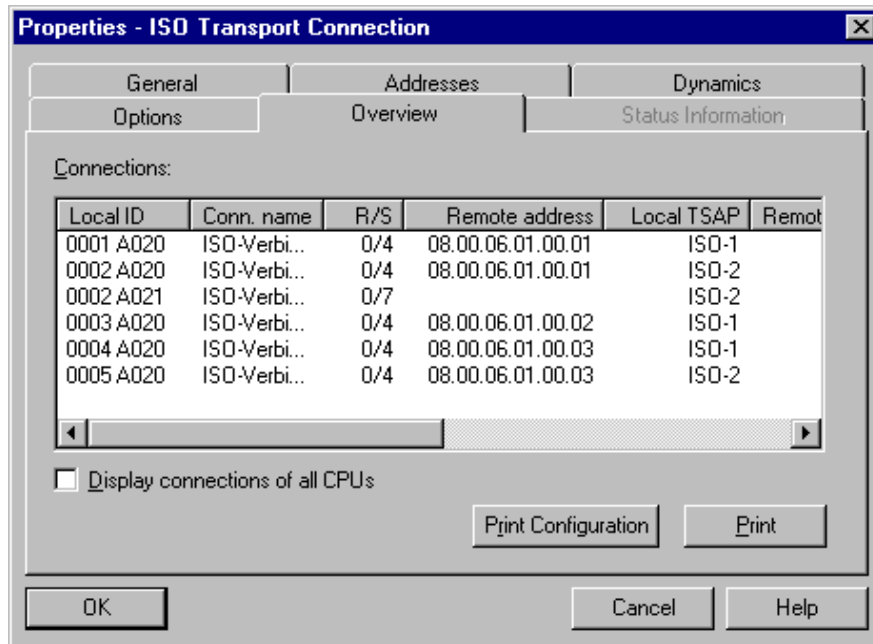 Properties - ISO Transport Connection
General Addresses Dynamics
Options Overview Status Information
Connections:
Local ID Conn. name R/S Remote address Local TSAP Remot
0001 A020 ISO-Verbi... 0/4 08.00.06.01.00.01 ISO-1
0002 A020 ISO-Verbi... 0/4 08.00.06.01.00.01 ISO-2
0002 A021 ISO-Verbi... 0/7 ISO-2
0003 A020 ISO-Verbi... 0/4 08.00.06.01.00.02 ISO-1
0004 A020 ISO-Verbi... 0/4 08.00.06.01.00.03 ISO-1
0005 A020 ISO-Verbi... 0/4 08.00.06.01.00.03 ISO-2
Display connections of all CPUs
Print Configuration Print
OK Cancel Help